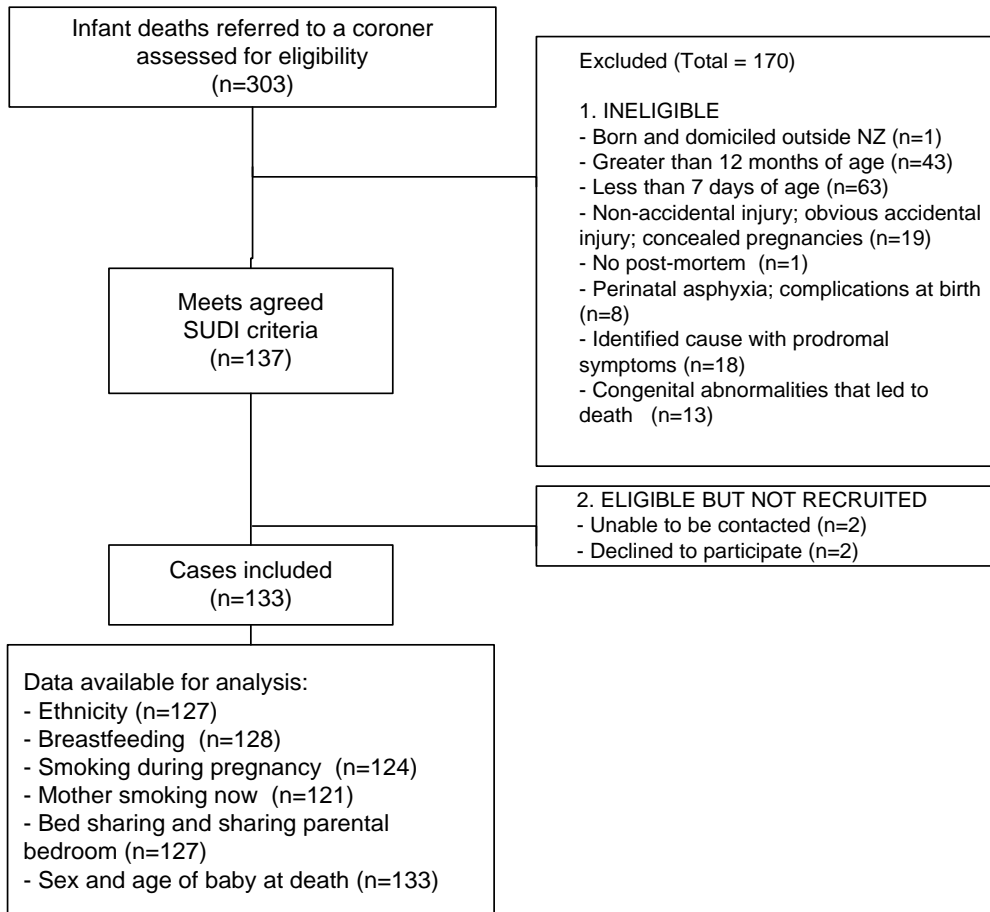 Infant deaths referred to a coroner
assessed for eligibility
(n=303)
Excluded (Total = 170)
1. INELIGIBLE
- Born and domiciled outside NZ (n=1)
- Greater than 12 months of age (n=43)
- Less than 7 days of age (n=63)
- Non-accidental injury; obvious accidental
injury; concealed pregnancies (n=19)
- No post-mortem (n=1)
- Perinatal asphyxia; complications at birth
(n=8)
- Identified cause with prodromal
symptoms (n=18)
- Congenital abnormalities that led to
death (n=13)
Meets agreed
SUDI criteria
(n=137)
2. ELIGIBLE BUT NOT RECRUITED
- Unable to be contacted (n=2)
- Declined to participate (n=2)
Cases included
(n=133)
Data available for analysis:
- Ethnicity (n=127)
- Breastfeeding (n=128)
- Smoking during pregnancy (n=124)
- Mother smoking now (n=121)
- Bed sharing and sharing parental
bedroom (n=127)
- Sex and age of baby at death (n=133)